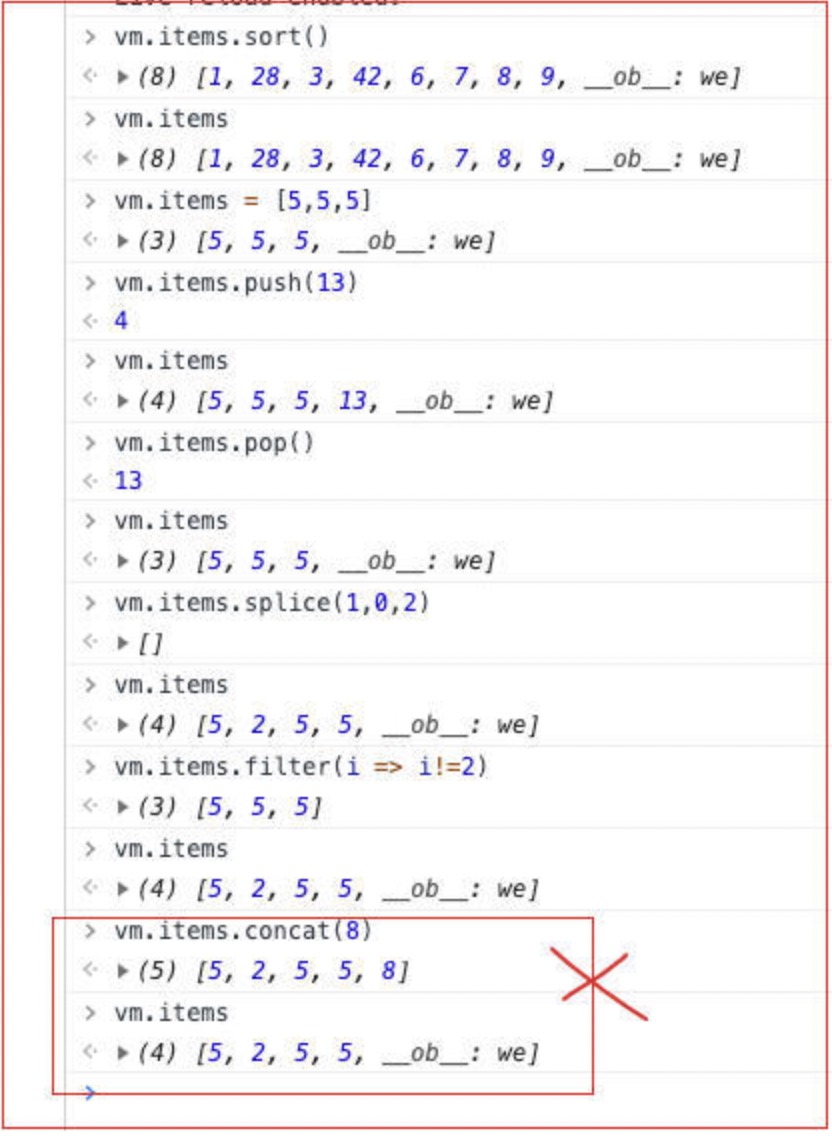 Live reload enabled.
> vm.items.sort()
<· ▶(8) [1, 28, 3, 42, 6, 7, 8, 9, __ob__: we]
> vm.items
<· ▶(8) [1, 28, 3, 42, 6, 7, 8, 9, __ob__: we]
> vm.items = [5,5,5]
<· ▶(3) [5, 5, 5, __ob__: we]
> vm.items.push(13)
<· 4
> vm.items
<· ▶(4) [5, 5, 5, 13, __ob__: we]
> vm.items.pop()
<· 13
> vm.items
<· ▶(3) [5, 5, 5, __ob__: we]
> vm.items.splice(1,0,2)
<· ▶[]
> vm.items
<· ▶(4) [5, 2, 5, 5, __ob__: we]
> vm.items.filter(i => i!=2)
<· ▶(3) [5, 5, 5]
> vm.items
<· ▶(4) [5, 2, 5, 5, __ob__: we]
> vm.items.concat(8)
<· ▶(5) [5, 2, 5, 5, 8]
> vm.items
<· ▶(4) [5, 2, 5, 5, __ob__: we]
>